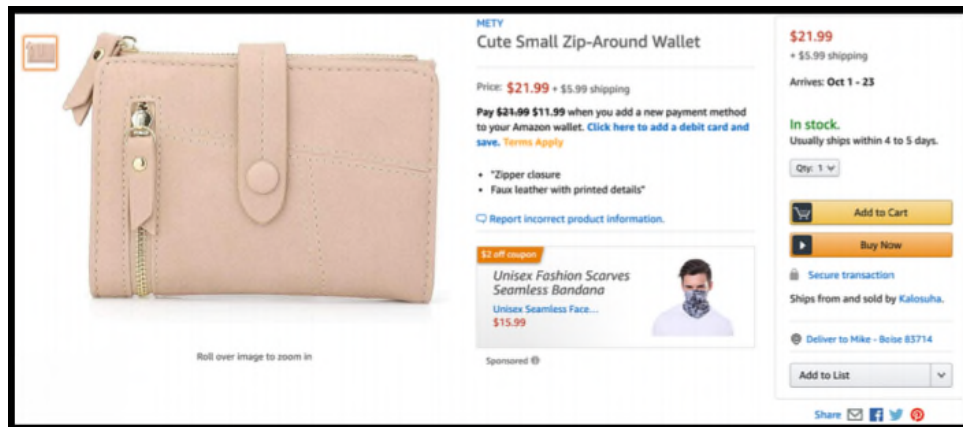 METY
Cute Small Zip-Around Wallet
Price: $21.99 + $5.99 shipping
Pay $21.99 $11.99 when you add a new payment method
to your Amazon wallet. Click here to add a debit card and
save. Terms Apply
• "Zipper closure
• Faux leather with printed details"
Report incorrect product information.
$2 off coupon
Unisex Fashion Scarves
Seamless Bandana
Unisex Seamless Face...
$15.99
Sponsored
Roll over image to zoom in
$21.99
+ $5.99 shipping
Arrives: Oct 1 - 23
In stock.
Usually ships within 4 to 5 days.
Qty: 1
Add to Cart
Buy Now
Secure transaction
Ships from and sold by Kalosuha.
Deliver to Mike - Boise 83714
Add to List
Share